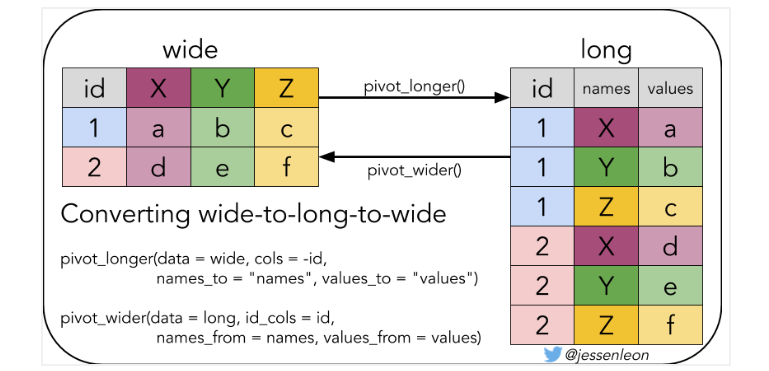 wide
id X Y Z
1 a b c
2 d e f
pivot_longer()
pivot_wider()
long
id names values
1 X a
1 Y b
1 Z c
2 X d
2 Y e
2 Z f
Converting wide-to-long-to-wide
pivot_longer(data = wide, cols = -id,
names_to = "names", values_to = "values")
pivot_wider(data = long, id_cols = id,
names_from = names, values_from = values)
@jessenleon